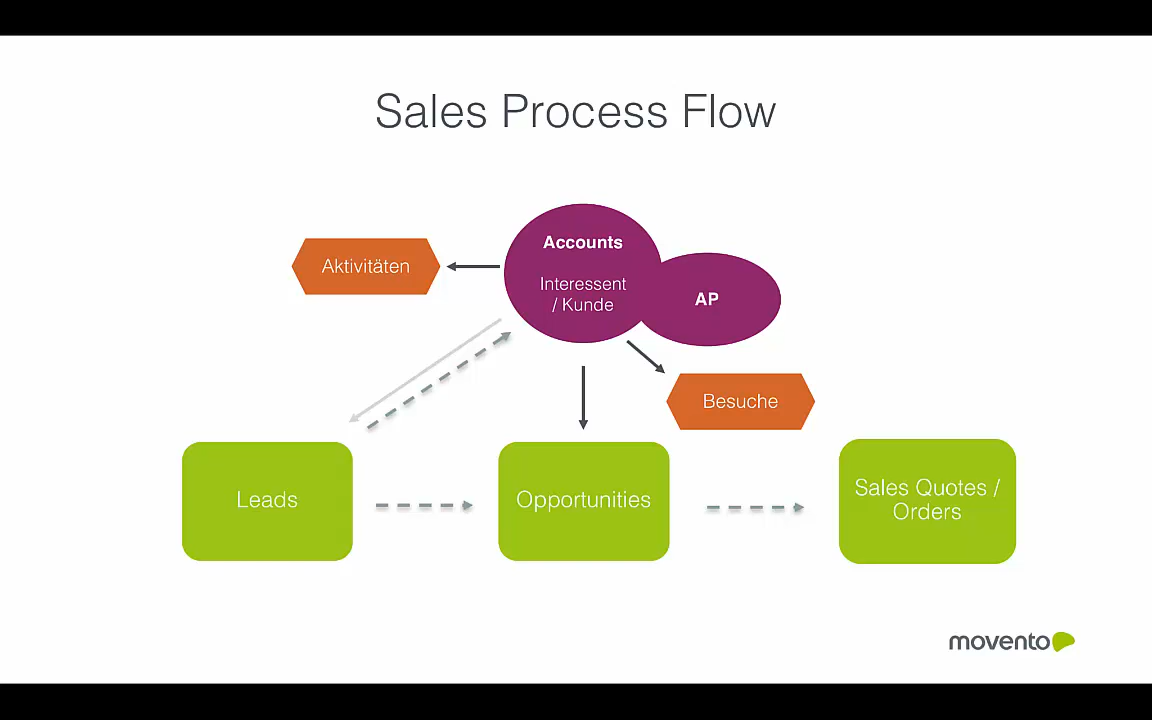 Sales Process Flow
Accounts
Aktivitäten
Interessent
/ Kunde
AP
Besuche
Leads
Opportunities
Sales Quotes /
Orders
movento